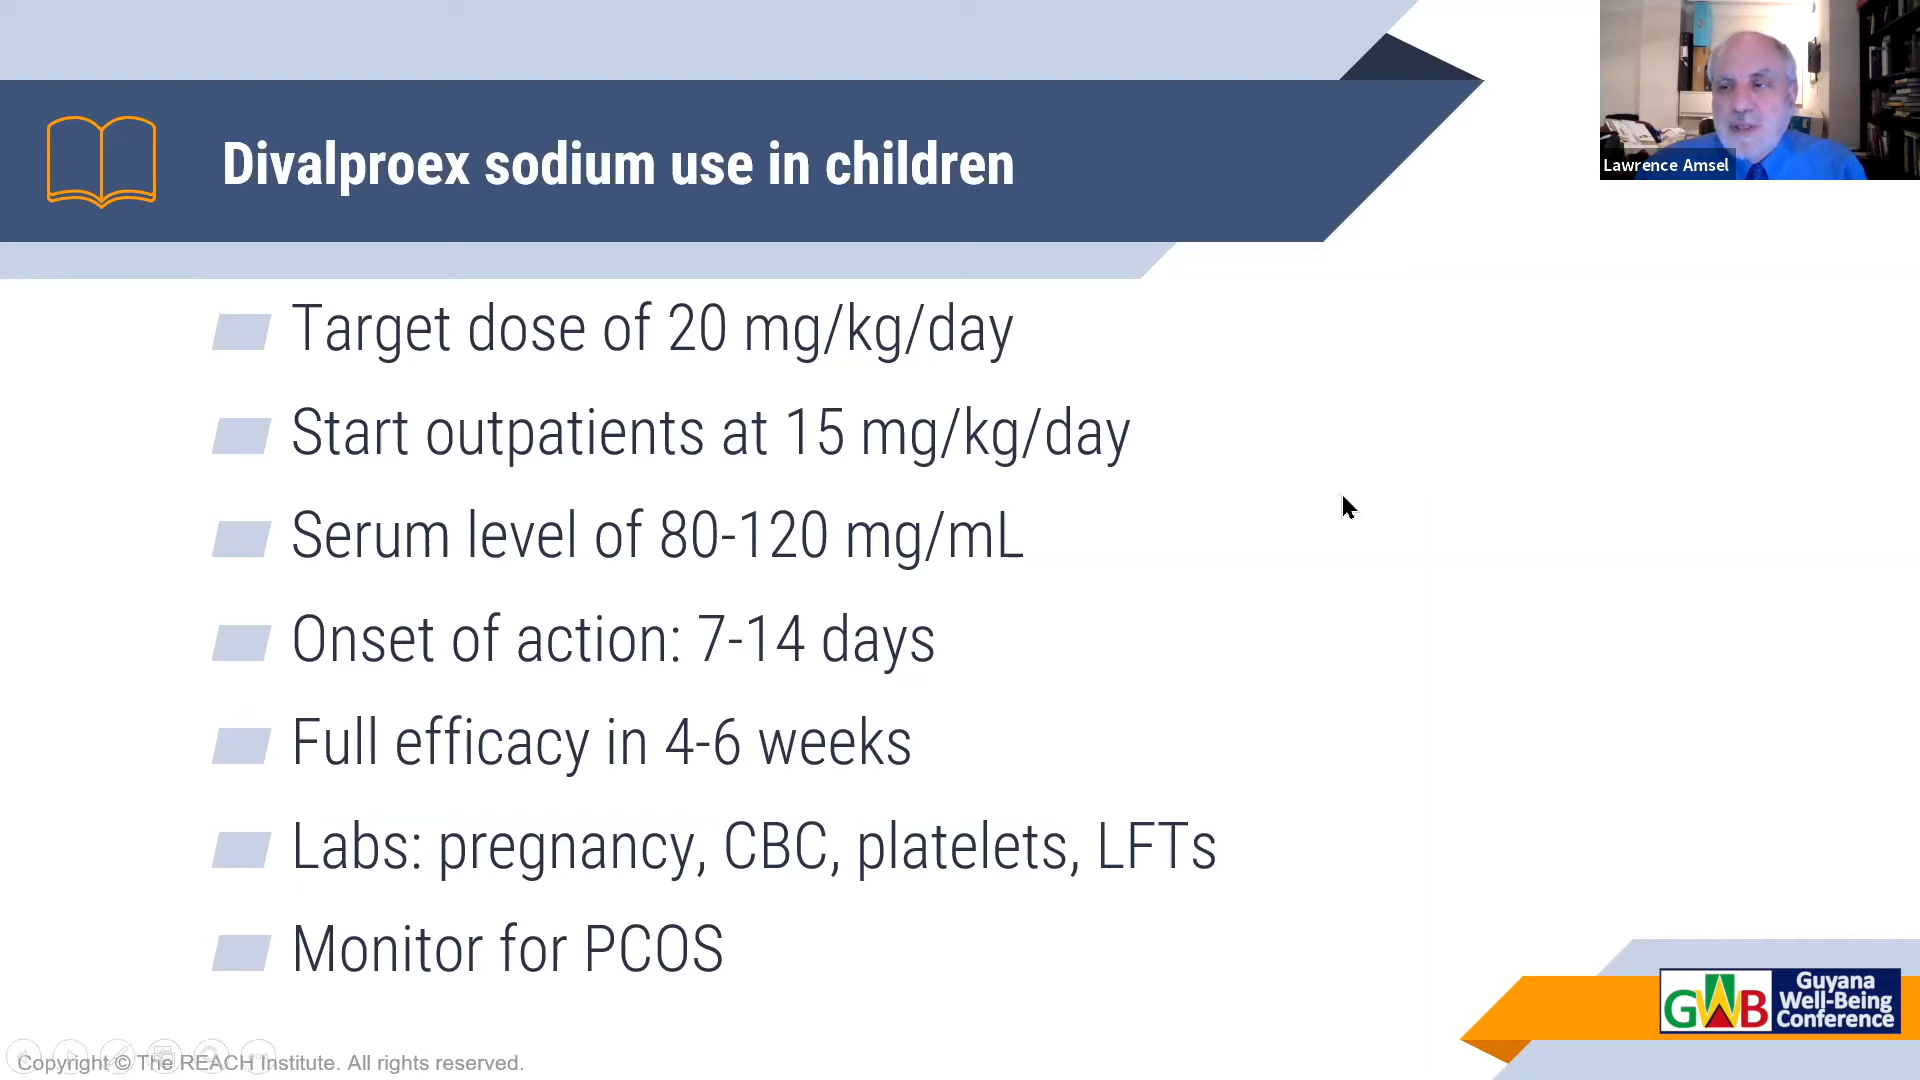 Divalproex sodium use in children
Lawrence Amsel
Target dose of 20 mg/kg/day
Start outpatients at 15 mg/kg/day
Serum level of 80-120 mg/mL
Onset of action: 7-14 days
Full efficacy in 4-6 weeks
Labs: pregnancy, CBC, platelets, LFTs
Monitor for PCOS
GWB
Guyana
Well-Being
Conference
Copyright © The REACH Institute. All rights reserved.